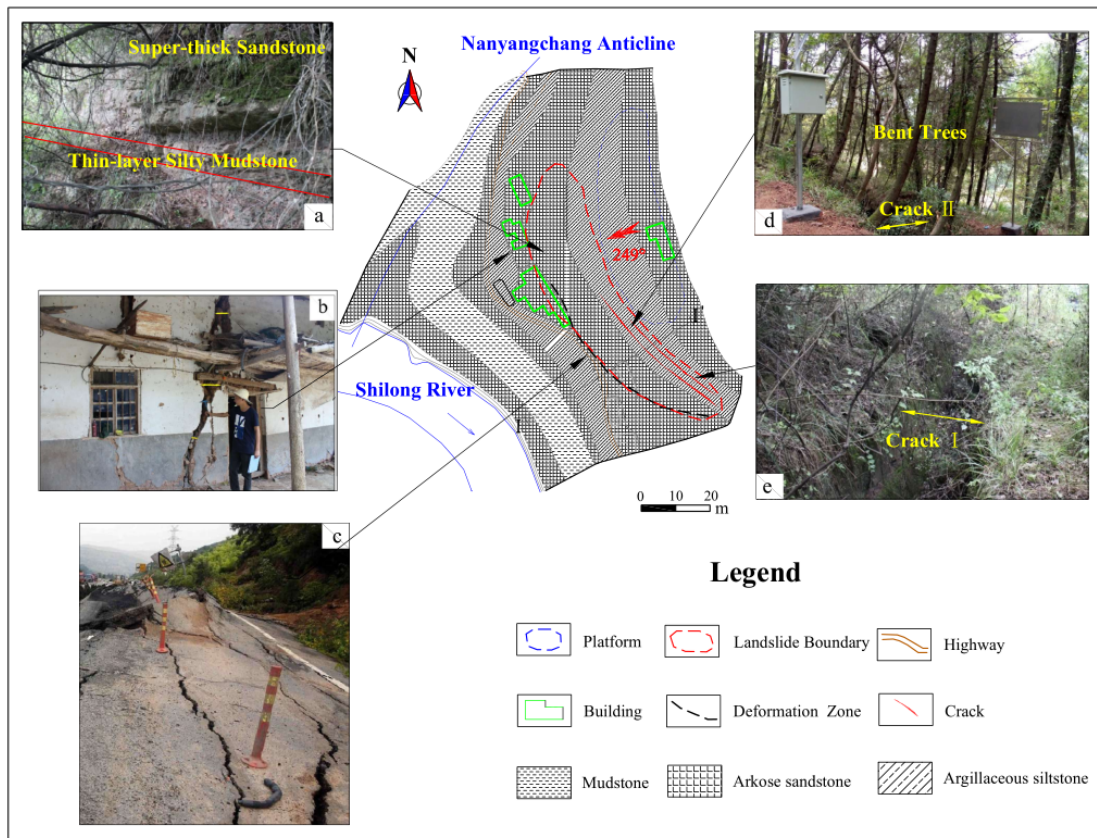 Super-thick Sandstone
Thin-layer Silty Mudstone
a
Nanyangchang Anticline
N
249°
I
I'
Bent Trees
Crack Ⅱ
d
b
Shilong River
Crack Ⅰ
e
0 10 20
m
c
Legend
Platform
Landslide Boundary
Highway
Building
Deformation Zone
Crack
Mudstone
Arkose sandstone
Argillaceous siltstone